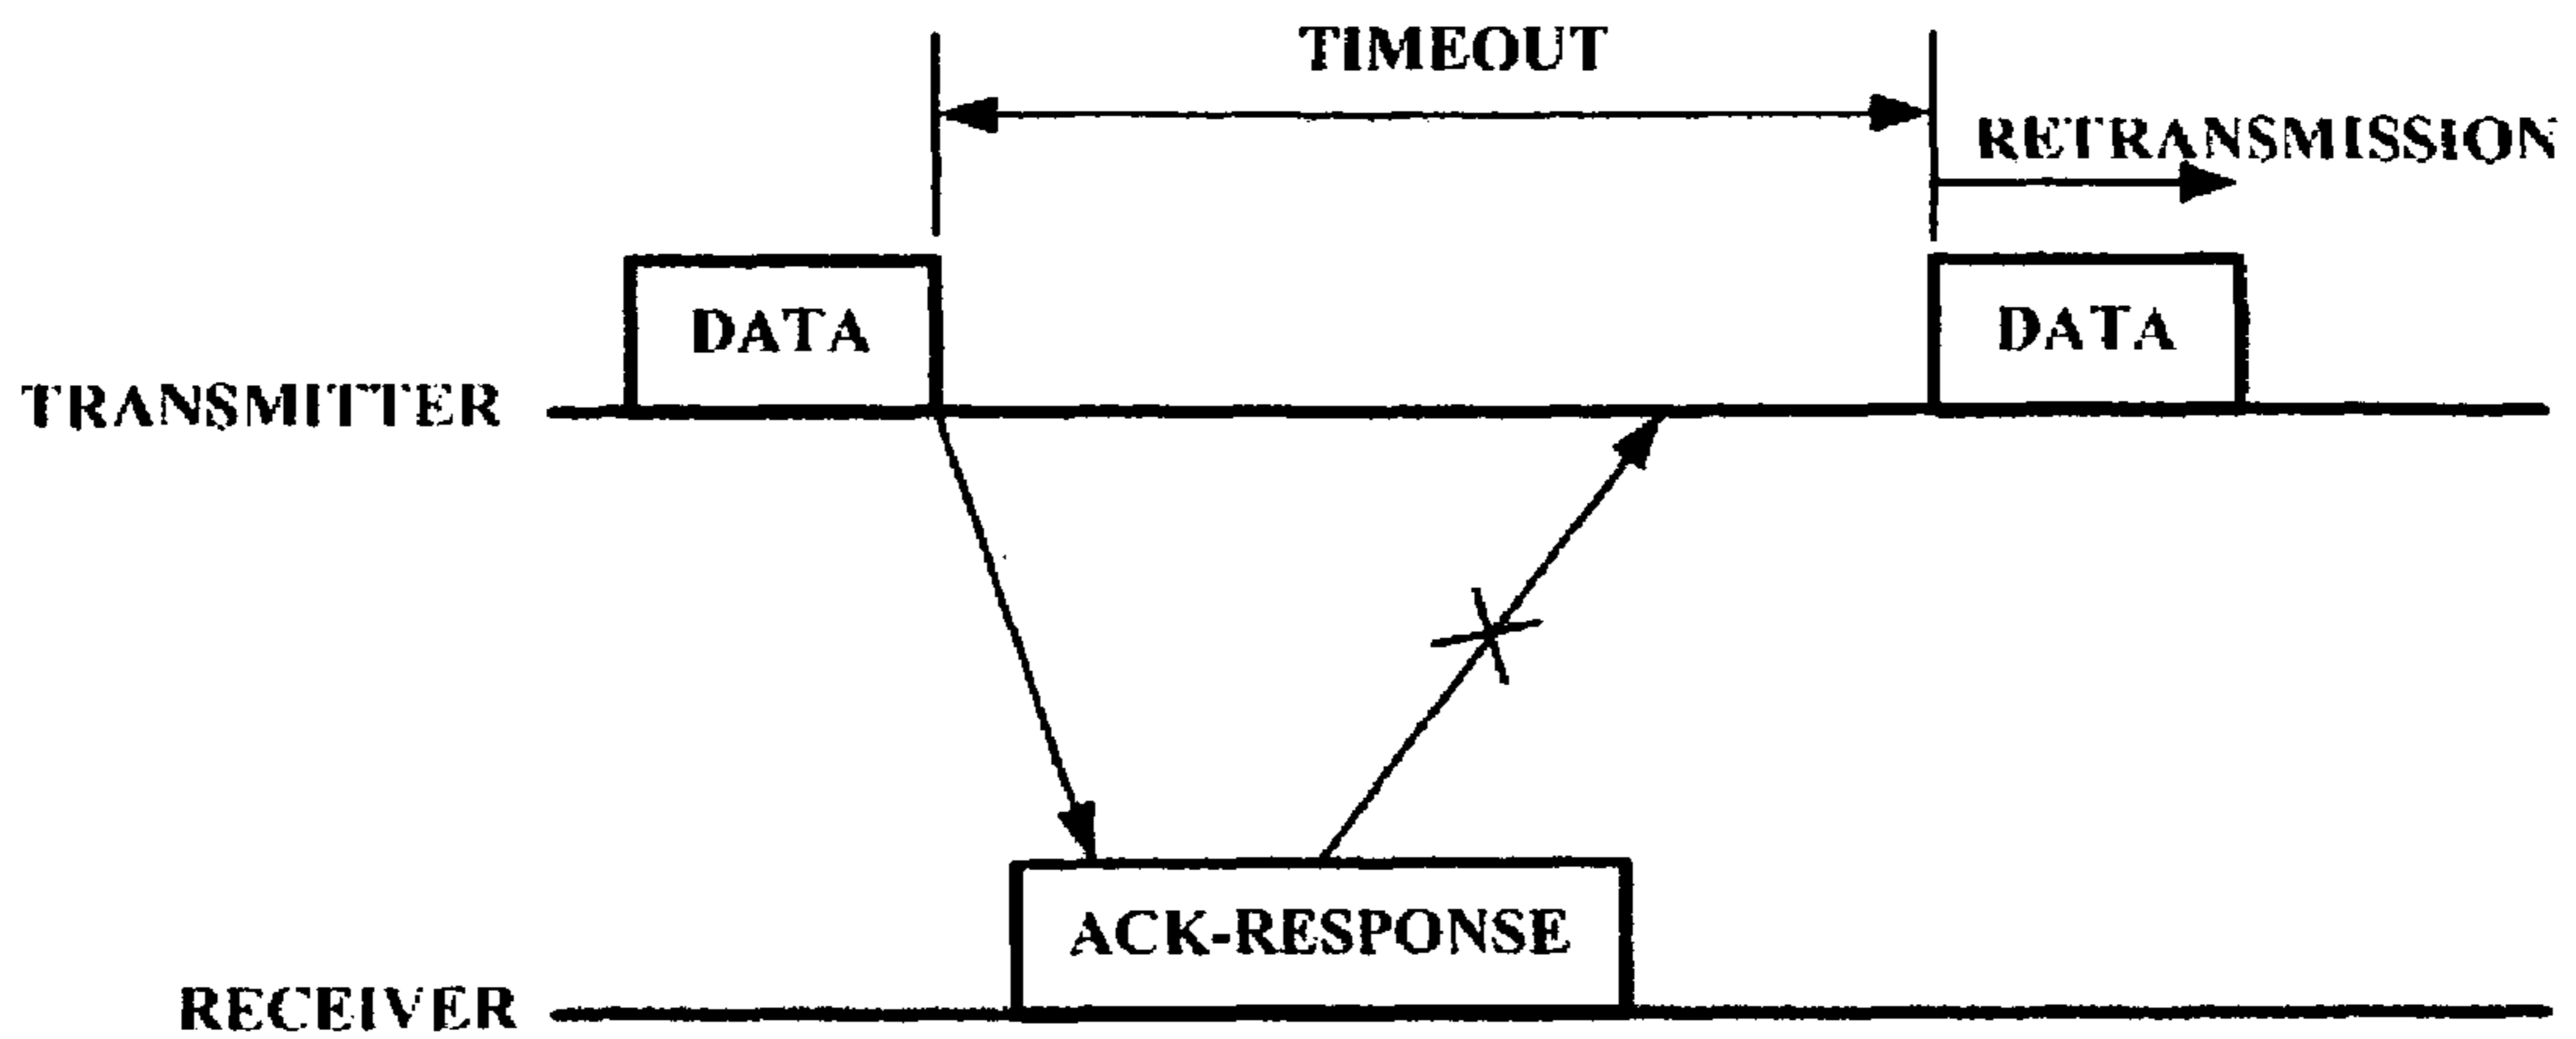 TIMEOUT
RETRANSMISSION
DATA
DATA
TRANSMITTER
ACK-RESPONSE
RECEIVER